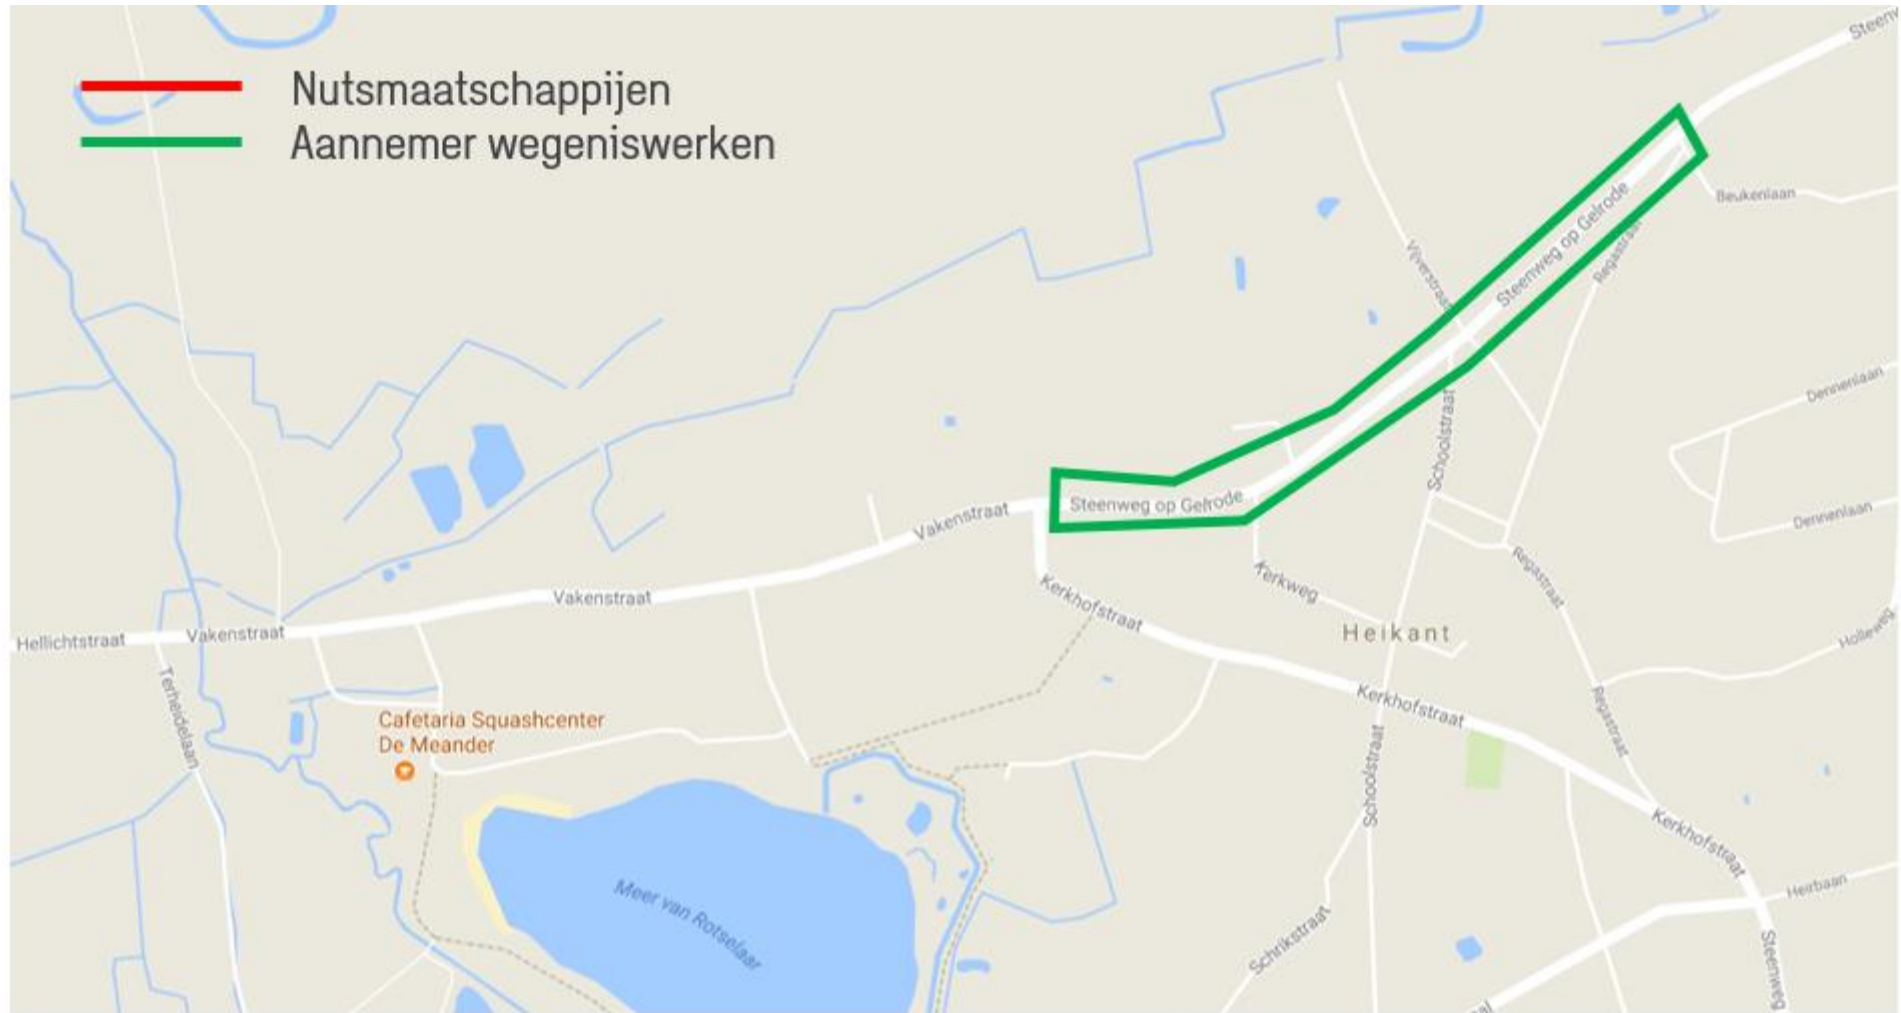 Steenw
Nutsmaatschappijen
Aannemer wegeniswerken
Beukenlaan
Steenweg op Gelrode
Regastraat
Vijverstraat
Dennenlaan
Schoolstraat
Steenweg op Gelrode
Vakenstraat
Dennenlaan
Regastraat
Kerkweg
Kerkhofstraat
Vakenstraat
Heikant
Hellichtstraat
Vakenstraat
Holleweg
Terheidelaan
Kerkhofstraat
Regastraat
Cafetaria Squashcenter
De Meander
Schoolstraat
Kerkhofstraat
Meer van Rotselaar
Heirbaan
Schrikstraat
Steenweg